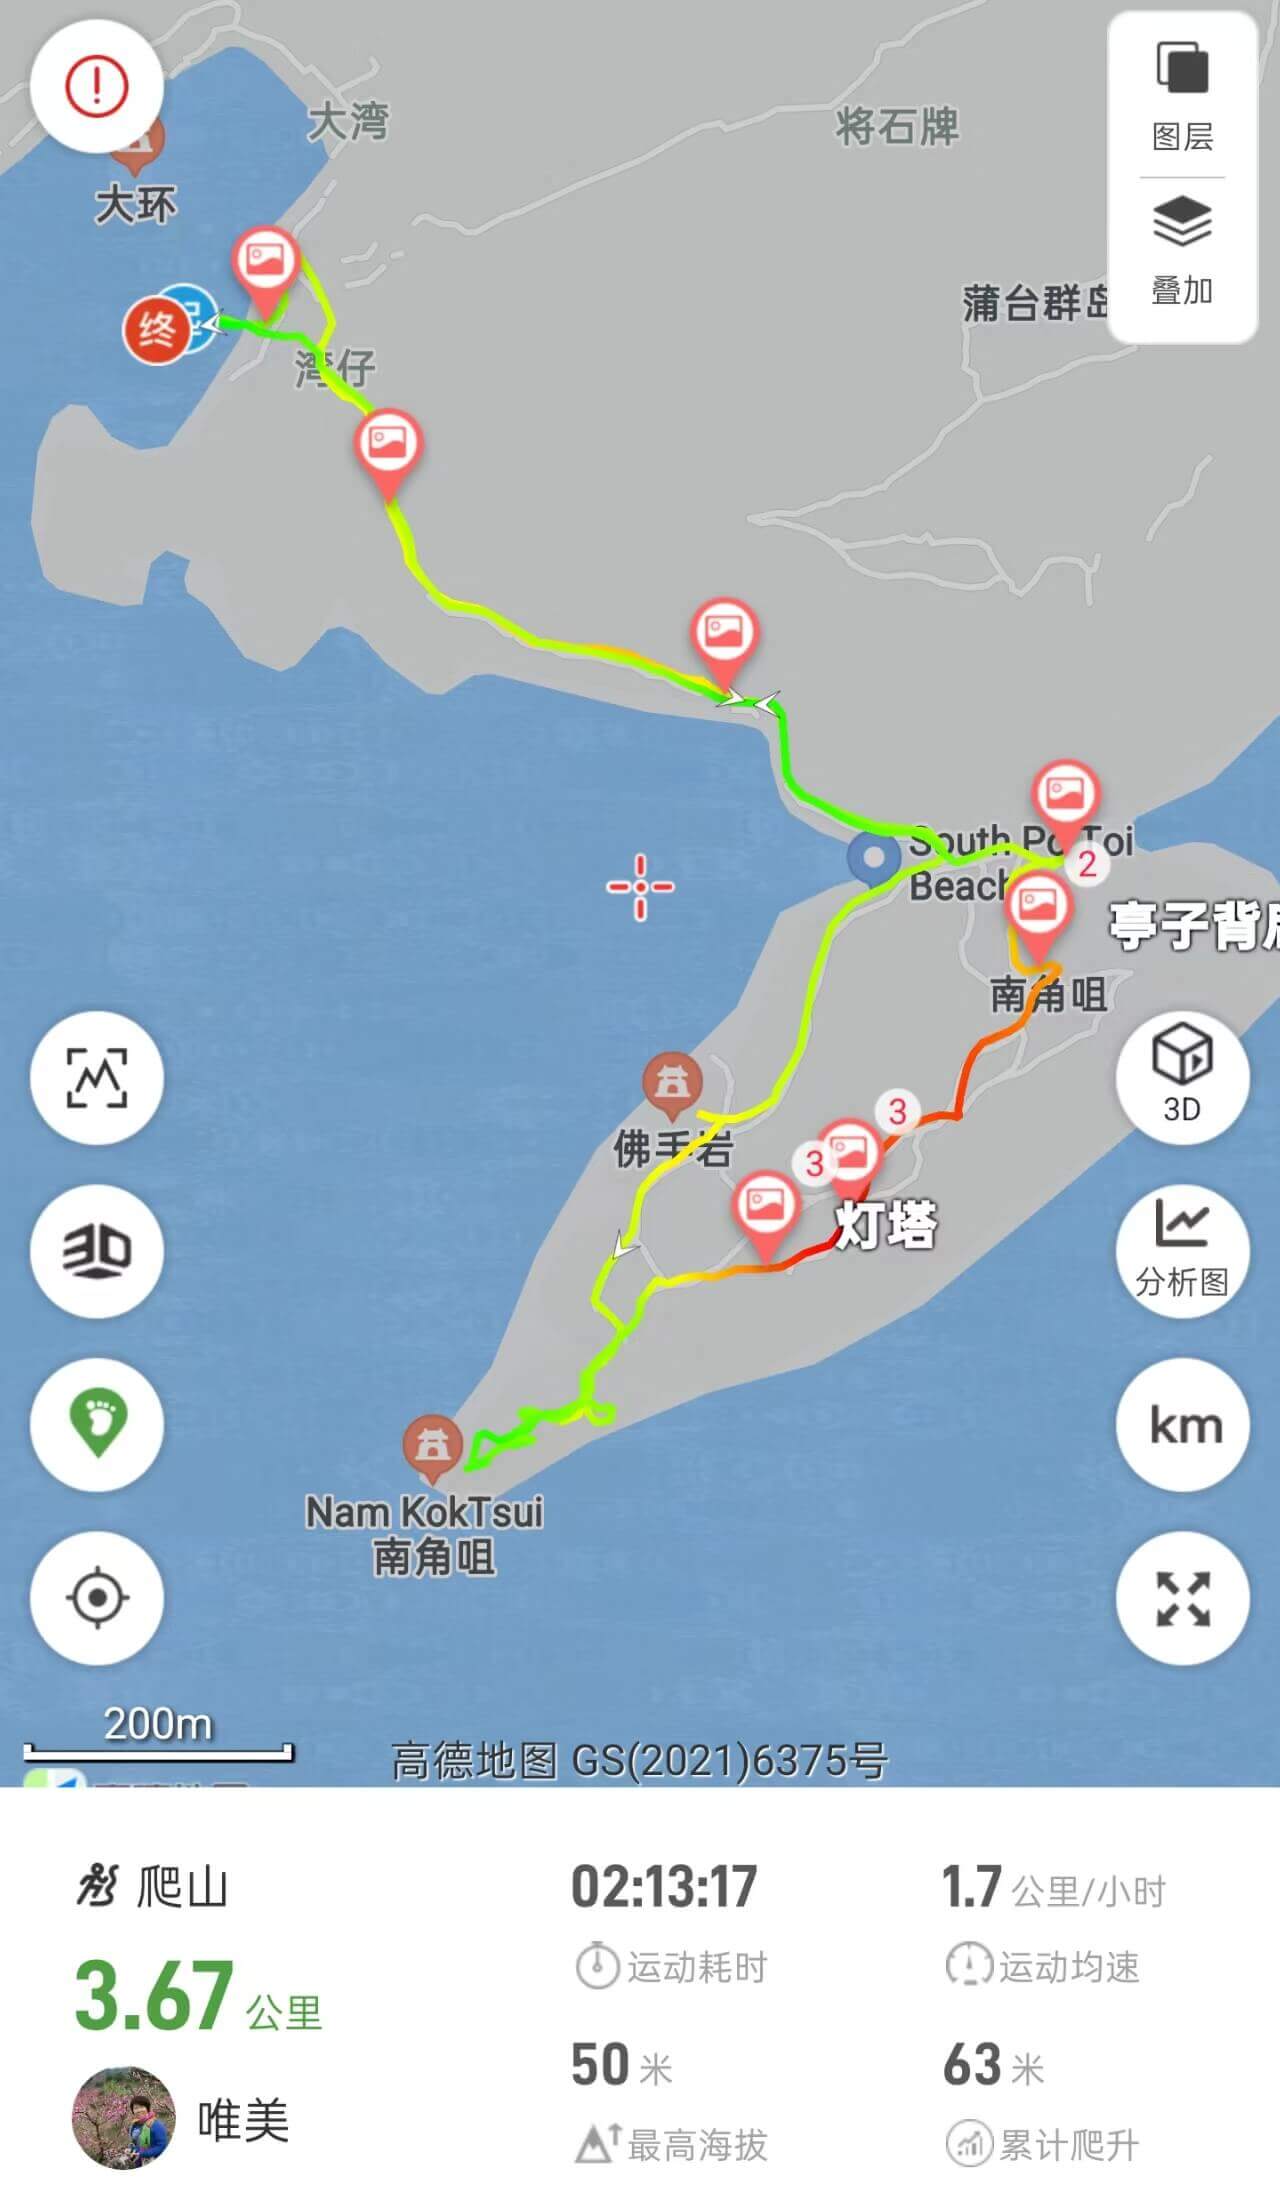 大湾
将石牌
图层
大环
叠加
蒲台群岛
终
湾仔
South Po Toi
Beach
2
亭子背后
南角咀
3D
3
佛手岩
3
灯塔
3D
分析图
km
Nam KokTsui
南角咀
200m
高德地图 GS(2021)6375号
爬山
02:13:17
1.7 公里/小时
运动耗时
运动均速
3.67 公里
50 米
63 米
唯美
最高海拔
累计爬升